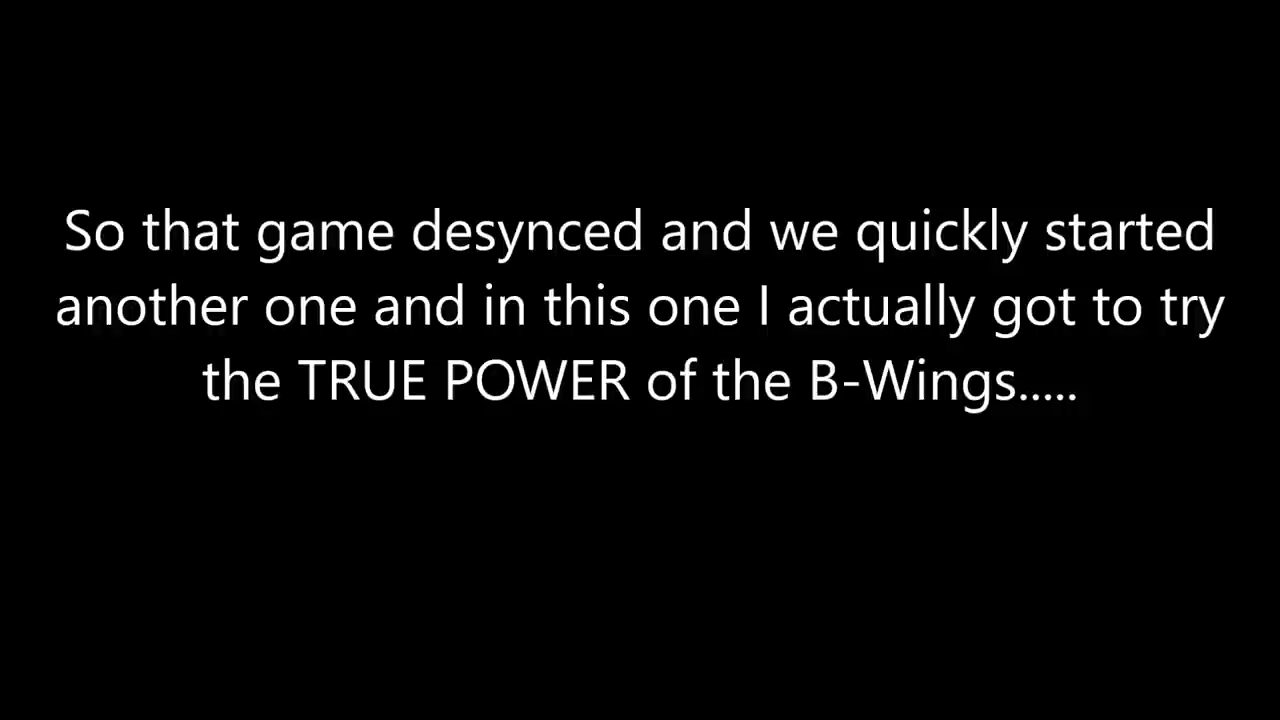 So that game desynced and we quickly started
another one and in this one I actually got to try
the TRUE POWER of the B-Wings.....